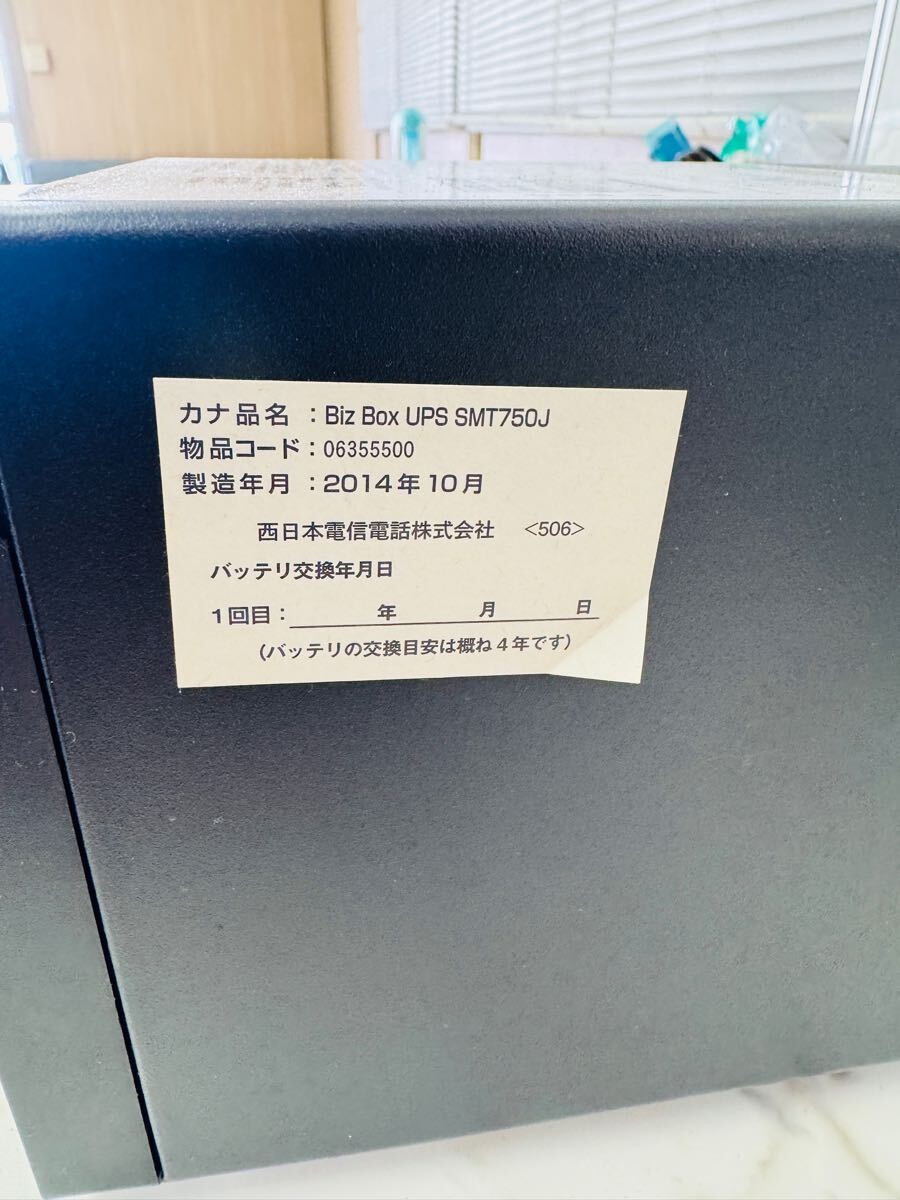 カナ品名 : Biz Box UPS SMT750J
物品コード : 06355500
製造年月 : 2014年10月
西日本電信電話株式会社 <506>
バッテリ交換年月日
1回目 : 年 月 日
(バッテリの交換目安は概ね4年です)